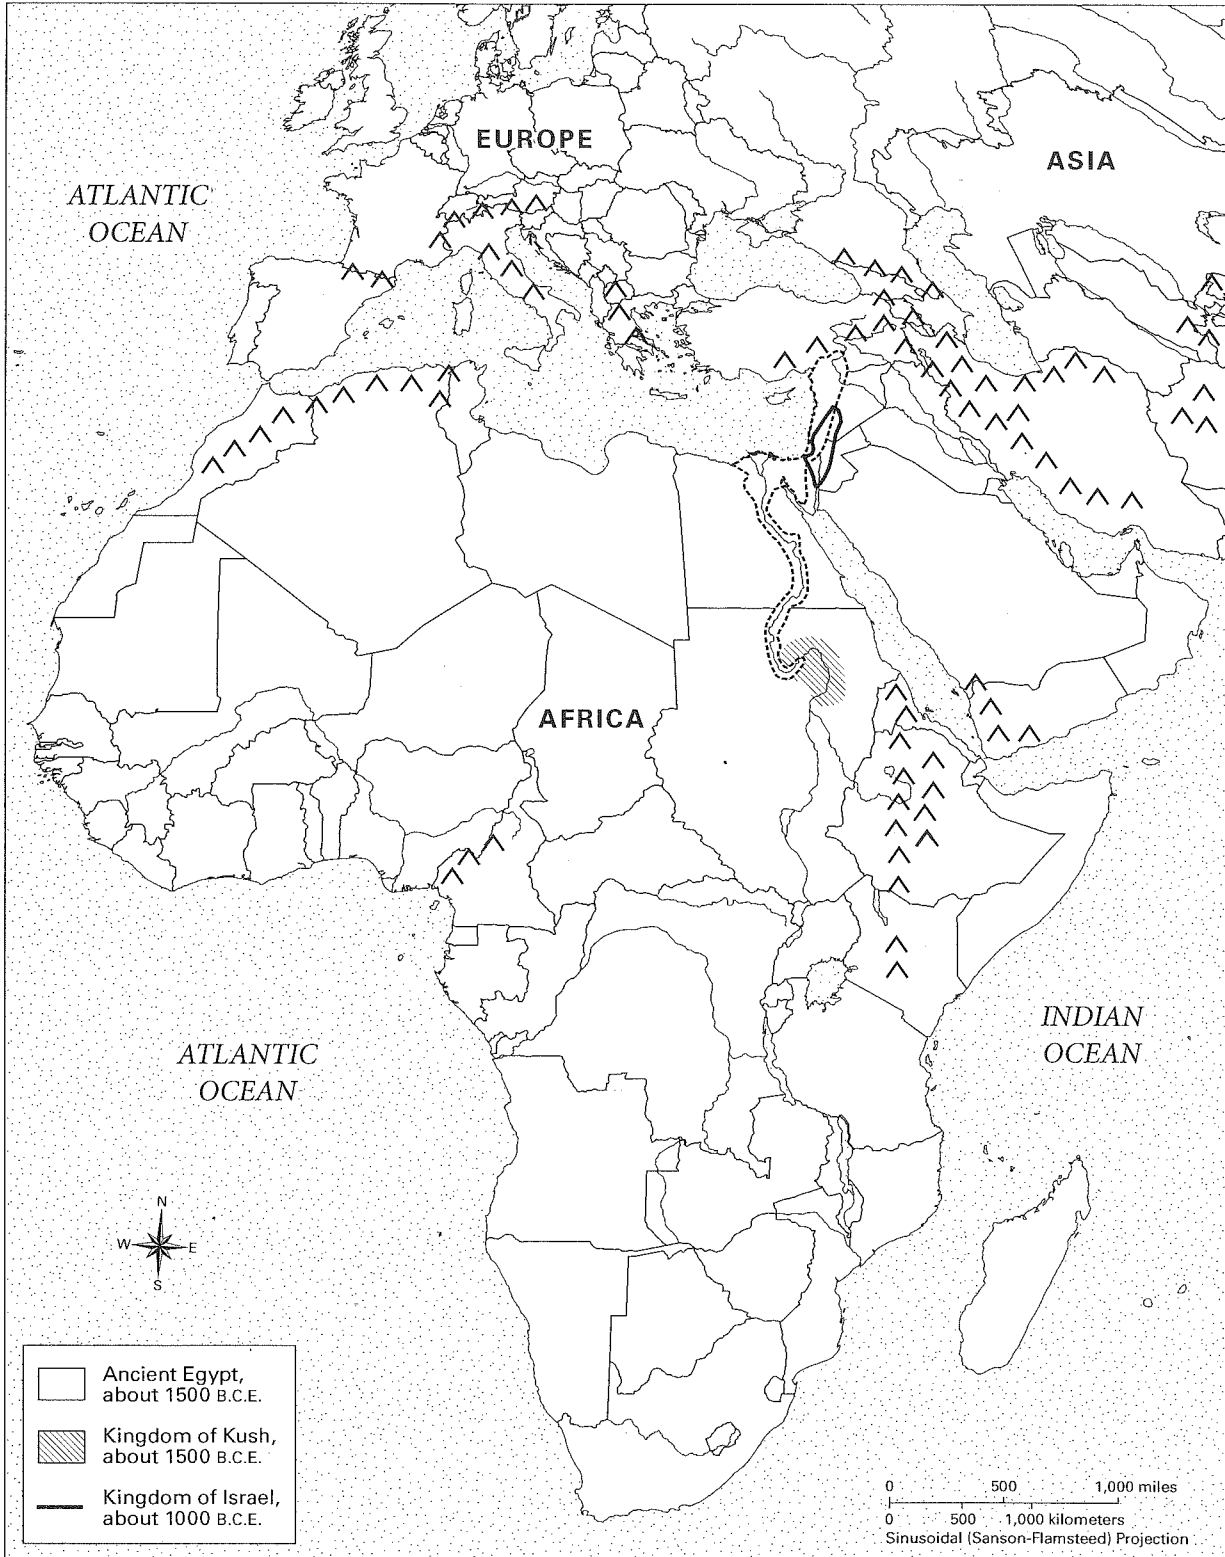 EUROPE
ASIA
ATLANTIC
OCEAN
AFRICA
INDIAN
OCEAN
ATLANTIC
OCEAN
N
W
E
S
Ancient Egypt,
about 1500 B.C.E.
Kingdom of Kush,
about 1500 B.C.E.
Kingdom of Israel,
about 1000 B.C.E.
0 500 1,000 miles
0 500 1,000 kilometers
Sinusoidal (Sanson-Flamsteed) Projection